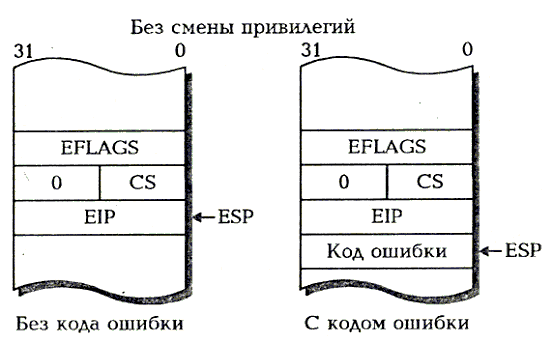 Без смены привилегий
31 0 31 0
EFLAGS EFLAGS
0 CS 0 CS
EIP ←ESP EIP
Код ошибки ←ESP
Без кода ошибки С кодом ошибки